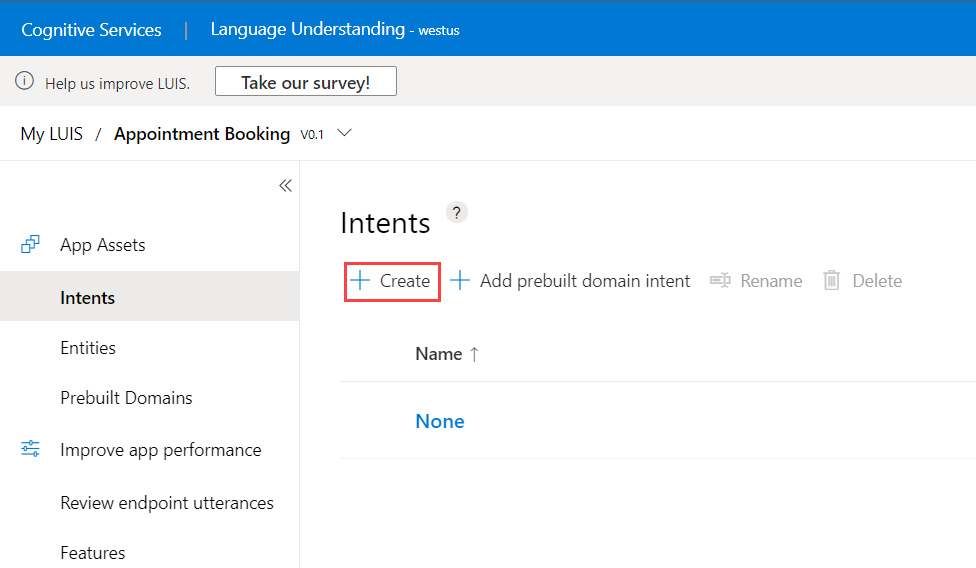 Cognitive Services | Language Understanding - westus
Help us improve LUIS. Take our survey!
My LUIS / Appointment Booking V0.1
Intents ?
App Assets
+ Create + Add prebuilt domain intent Rename Delete
Intents
Entities
Name ↑
Prebuilt Domains
None
Improve app performance
Review endpoint utterances
Features